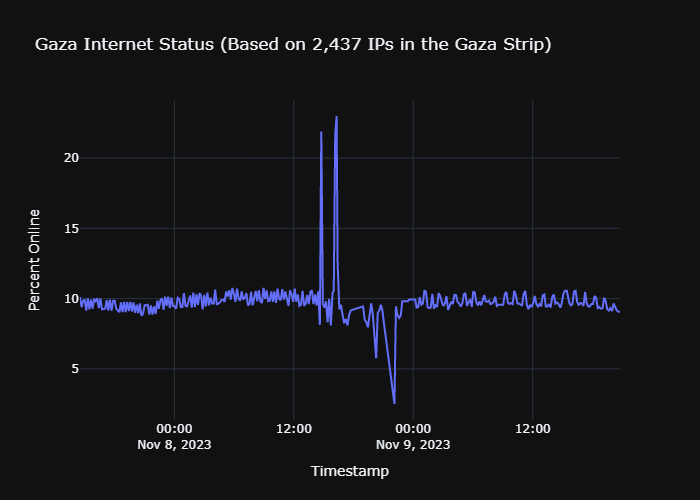 Gaza Internet Status (Based on 2,437 IPs in the Gaza Strip)
Percent Online
20
15
10
5
00:00 12:00 00:00 12:00
Nov 8, 2023 Nov 9, 2023
Timestamp